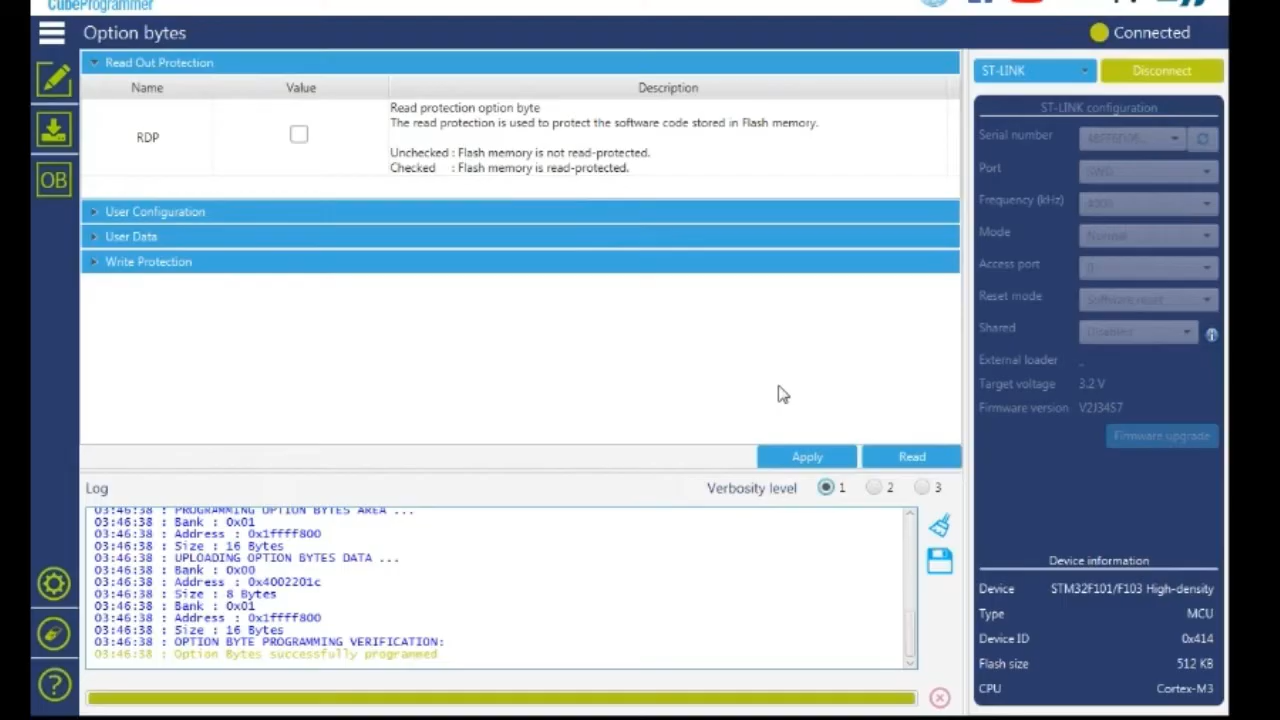 CubeProgrammer
Option bytes
Connected
Read Out Protection
Name Value Description
RDP
Read protection option byte
The read protection is used to protect the software code stored in Flash memory.
Unchecked : Flash memory is not read-protected.
Checked : Flash memory is read-protected.
User Configuration
User Data
Write Protection
Apply Read
Log
Verbosity level 1 2 3
03:46:38 : PROGRAMMING OPTION BYTES AREA ...
03:46:38 : Bank : 0x01
03:46:38 : Address : 0x1ffff800
03:46:38 : Size : 16 Bytes
03:46:38 : UPLOADING OPTION BYTES DATA ...
03:46:38 : Bank : 0x00
03:46:38 : Address : 0x4002201c
03:46:38 : Size : 8 Bytes
03:46:38 : Bank : 0x01
03:46:38 : Address : 0x1ffff800
03:46:38 : Size : 16 Bytes
03:46:38 : OPTION BYTE PROGRAMMING VERIFICATION:
03:46:38 : Option Bytes successfully programmed
OB
?
ST-LINK Disconnect
ST-LINK configuration
Serial number
Port SWD
Frequency (kHz) 4000
Mode Normal
Access port 0
Reset mode Software reset
Shared Disabled
External loader _
Target voltage 3.2 V
Firmware version V2J34S7
Firmware upgrade
Device information
Device STM32F101/F103 High-density
Type MCU
Device ID 0x414
Flash size 512 KB
CPU Cortex-M3